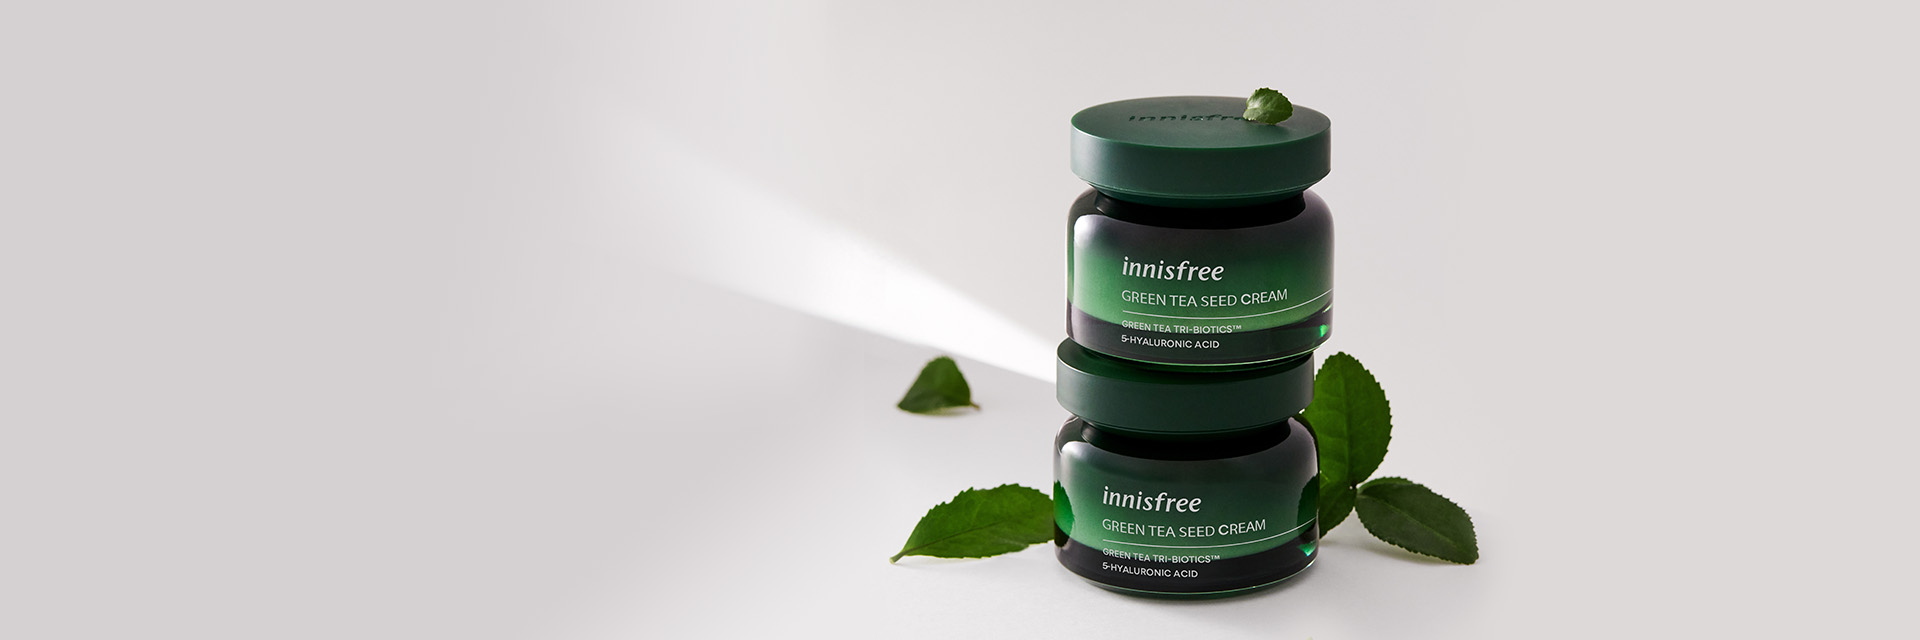 innisfree
innisfree
GREEN TEA SEED CREAM
GREEN TEA TRI-BIOTICS™
5-HYALURONIC ACID
innisfree
GREEN TEA SEED CREAM
GREEN TEA TRI-BIOTICS™
5-HYALURONIC ACID